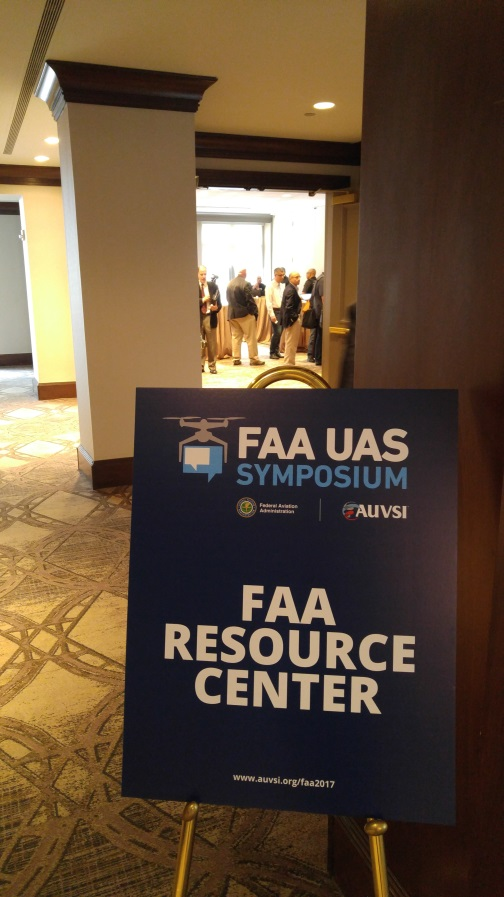 FAA UAS
SYMPOSIUM
Federal Aviation
Administration
AUVSI
FAA
RESOURCE
CENTER
www.auvsi.org/faa2017